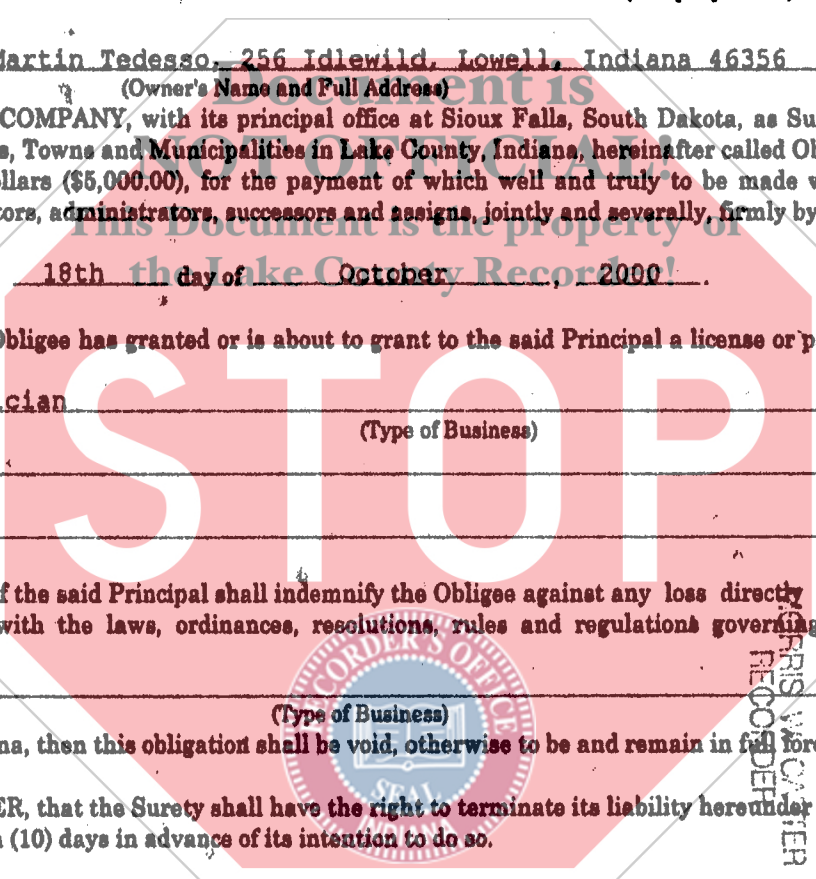 Martin Tedesso, 256 Idlewild, Lowell, Indiana 46356
(Owner's Name and Full Address)
Document is
COMPANY, with its principal office at Sioux Falls, South Dakota, as Su
NOT OFFICIAL!
s, Towns and Municipalities in Lake County, Indiana, hereinafter called Ob
ollars ($5,000.00), for the payment of which well and truly to be made w
tors, administrators, successors and assigns, jointly and severally, firmly by
This Document is the property of
the Lake County Recorder!
18th day of October, 2000.
Obligee has granted or is about to grant to the said Principal a license or p
STOP
cian
(Type of Business)
f the said Principal shall indemnify the Obligee against any loss directly
with the laws, ordinances, resolutions, rules and regulations governing
RECORDER'S OFFICE
SEAL
INDIANA
(Type of Business)
na, then this obligation shall be void, otherwise to be and remain in full forc
ER, that the Surety shall have the right to terminate its liability hereunder
(10) days in advance of its intention to do so.
MORRIS W. CARTER
RECORDER